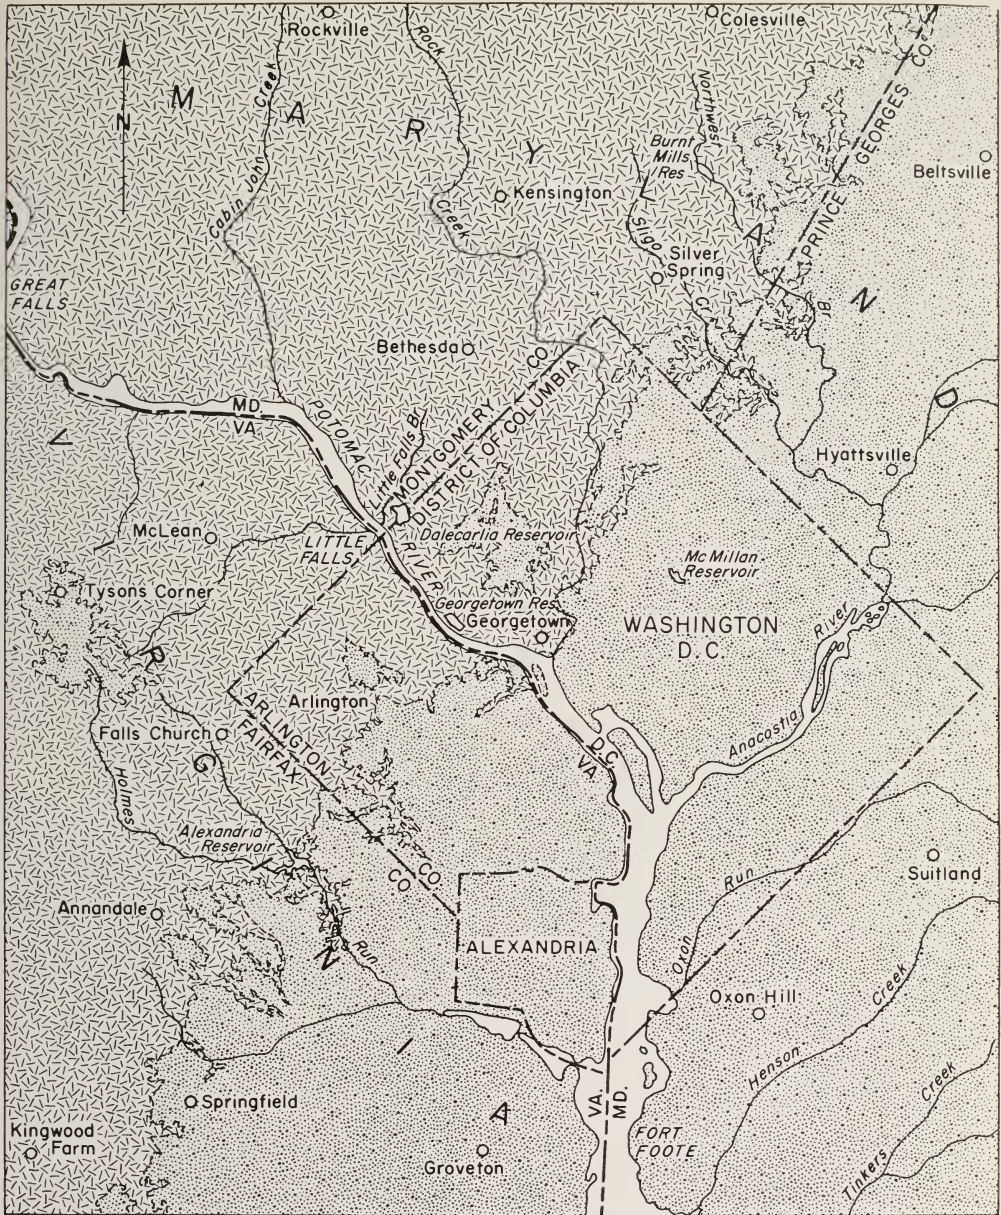 Rockville
Colesville
N
MARYLAND
Cabin John Creek
Rock
Creek
Kensington
Northwest
Br
Burnt
Mills
Res
Sligo
Cr
Silver
Spring
PRINCE GEORGES CO
Beltsville
GREAT
FALLS
Bethesda
MONTGOMERY CO
DISTRICT OF COLUMBIA
MD
VA
POTOMAC
RIVER
Little Falls Br
Hyattsville
VIRGINIA
McLean
LITTLE
FALLS
Dalecarlia Reservoir
McMillan
Reservoir
Tysons Corner
Georgetown Res
Georgetown
WASHINGTON
D.C.
Anacostia River
Arlington
ARLINGTON CO
FAIRFAX CO
Falls Church
D.C.
VA.
Holmes
Run
Alexandria
Reservoir
Annandale
ALEXANDRIA
Oxon Run
Suitland
Oxon Hill
Henson Creek
Tinkers Creek
Springfield
VA.
MD.
FORT
FOOTE
Kingwood
Farm
Groveton